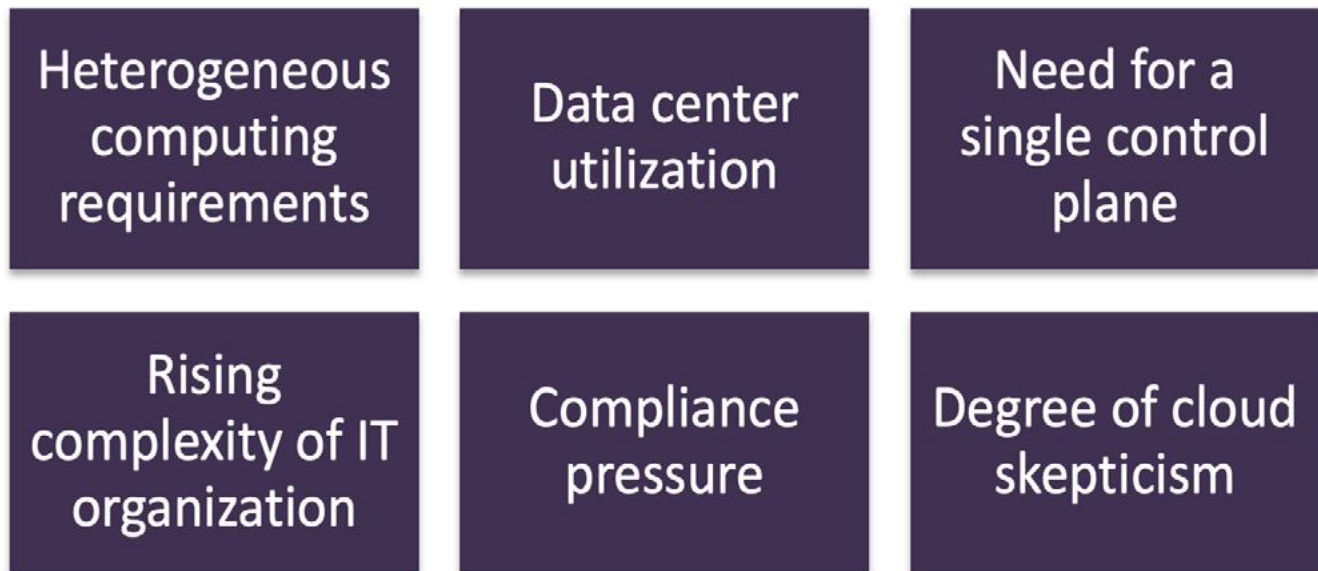 Heterogeneous
computing
requirements
Data center
utilization
Need for a
single control
plane
Rising
complexity of IT
organization
Compliance
pressure
Degree of cloud
skepticism